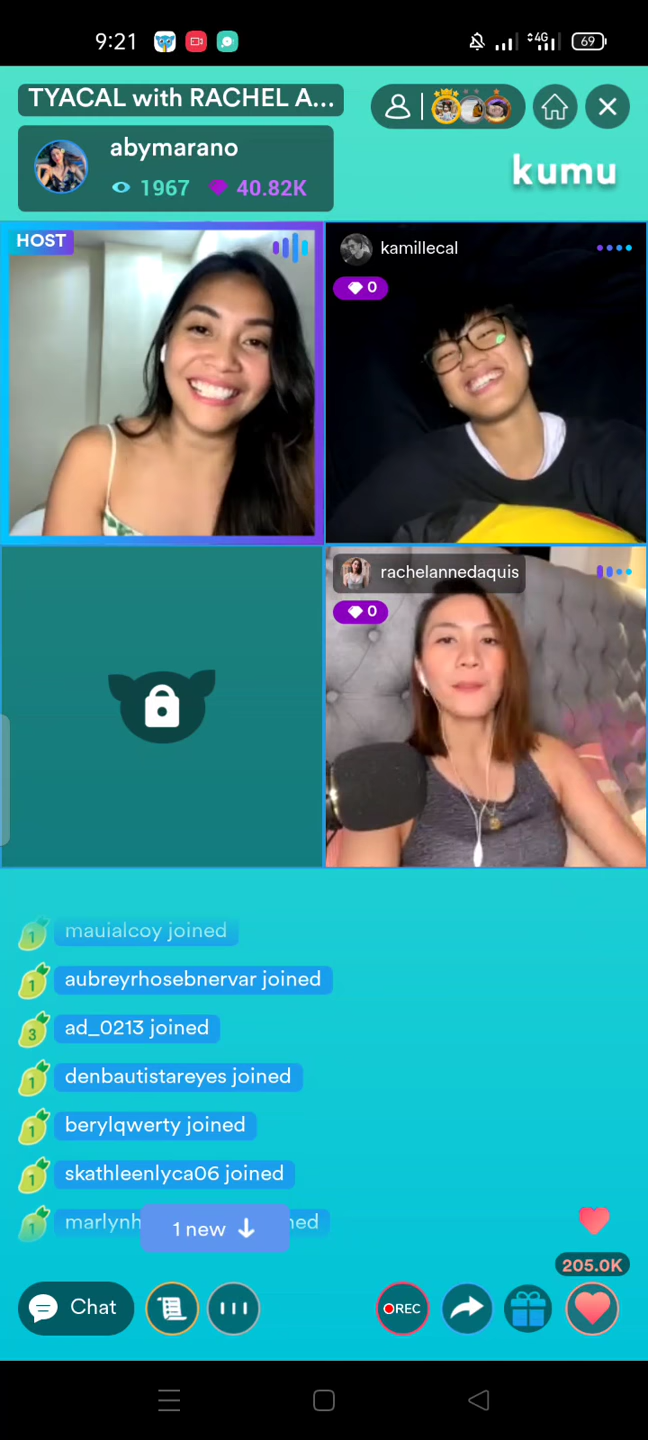 9:21
4G
69
TYACAL with RACHEL A...
abymarano
1967 40.82K
kumu
HOST
kamillecal
0
rachelannedaquis
0
1 mauialcoy joined
1 aubreyrhosebnervar joined
3 ad_0213 joined
1 denbautistareyes joined
1 berylqwerty joined
1 skathleenlyca06 joined
1
1 new
205.0K
Chat
REC